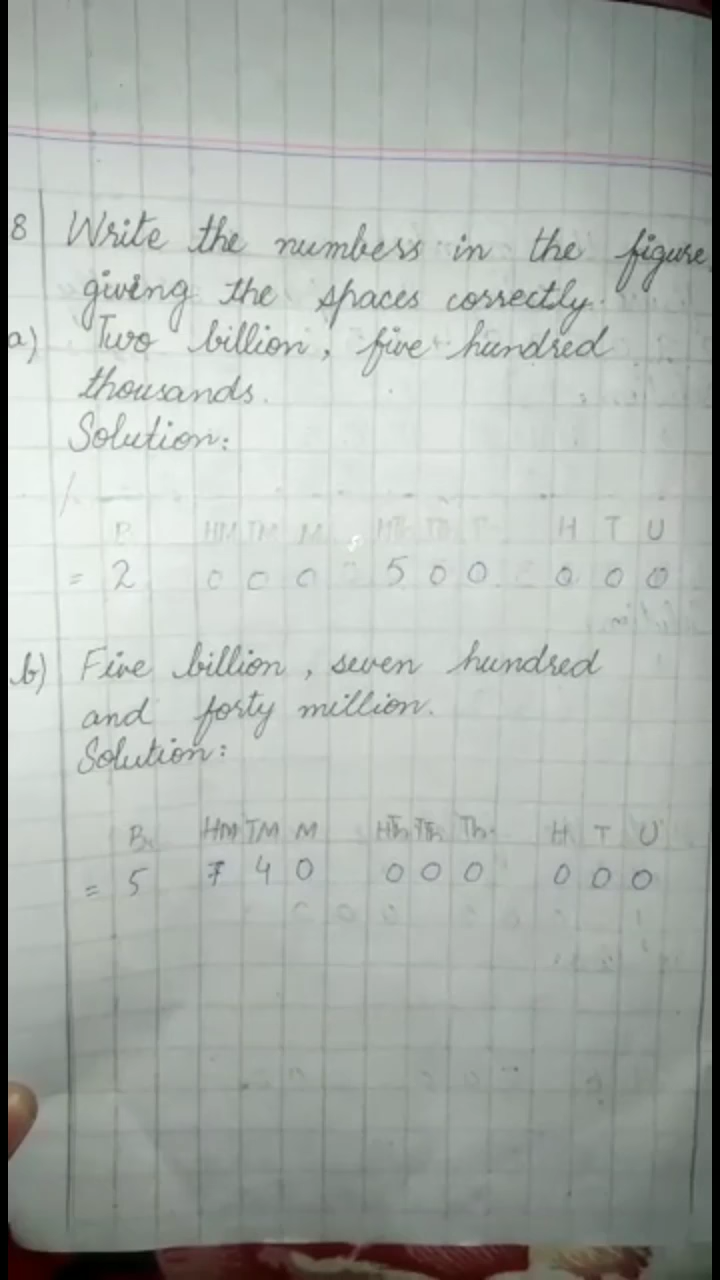 8 Write the numbers in the figure
giving the spaces correctly.
a) Two billion, five hundred
thousands.
Solution:
B HM TM M HTh TTh T H T U
= 2 0 0 0 5 0 0 0 0 0
b) Five billion, seven hundred
and forty million.
Solution:
B HM TM M HTh TTh Th H T U
= 5 7 4 0 0 0 0 0 0 0